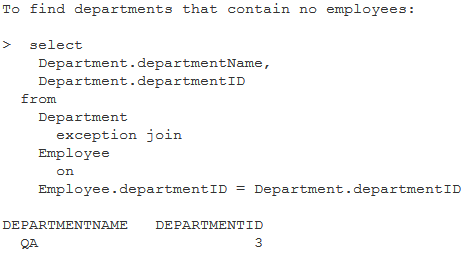 To find departments that contain no employees:
> select
Department.departmentName,
Department.departmentID
from
Department
exception join
Employee
on
Employee.departmentID = Department.departmentID
DEPARTMENTNAME DEPARTMENTID
QA 3